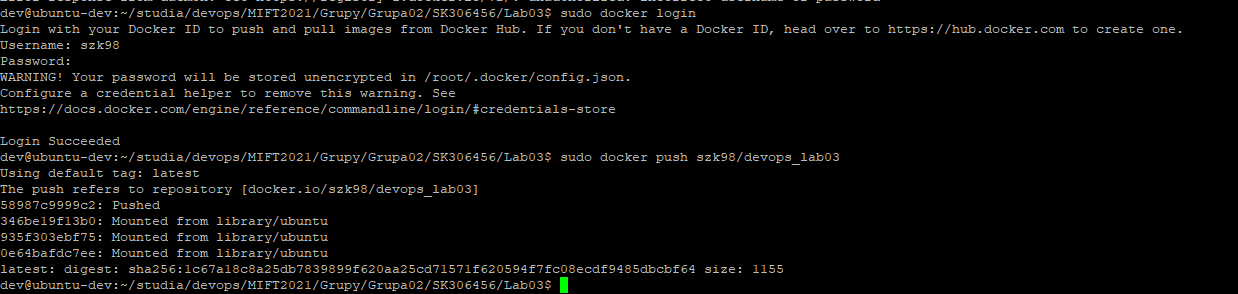 dev@ubuntu-dev:~/studia/devops/MIFT2021/Grupy/Grupa02/SK306456/Lab03$ sudo docker login
Login with your Docker ID to push and pull images from Docker Hub. If you don't have a Docker ID, head over to https://hub.docker.com to create one.
Username: szk98
Password:
WARNING! Your password will be stored unencrypted in /root/.docker/config.json.
Configure a credential helper to remove this warning. See
https://docs.docker.com/engine/reference/commandline/login/#credentials-store
Login Succeeded
dev@ubuntu-dev:~/studia/devops/MIFT2021/Grupy/Grupa02/SK306456/Lab03$ sudo docker push szk98/devops_lab03
Using default tag: latest
The push refers to repository [docker.io/szk98/devops_lab03]
58987c9999c2: Pushed
346be19f13b0: Mounted from library/ubuntu
935f303ebf75: Mounted from library/ubuntu
0e64bafdc7ee: Mounted from library/ubuntu
latest: digest: sha256:1c67a18c8a25db7839899f620aa25cd71571f620594f7fc08ecdf9485dbcbf64 size: 1155
dev@ubuntu-dev:~/studia/devops/MIFT2021/Grupy/Grupa02/SK306456/Lab03$